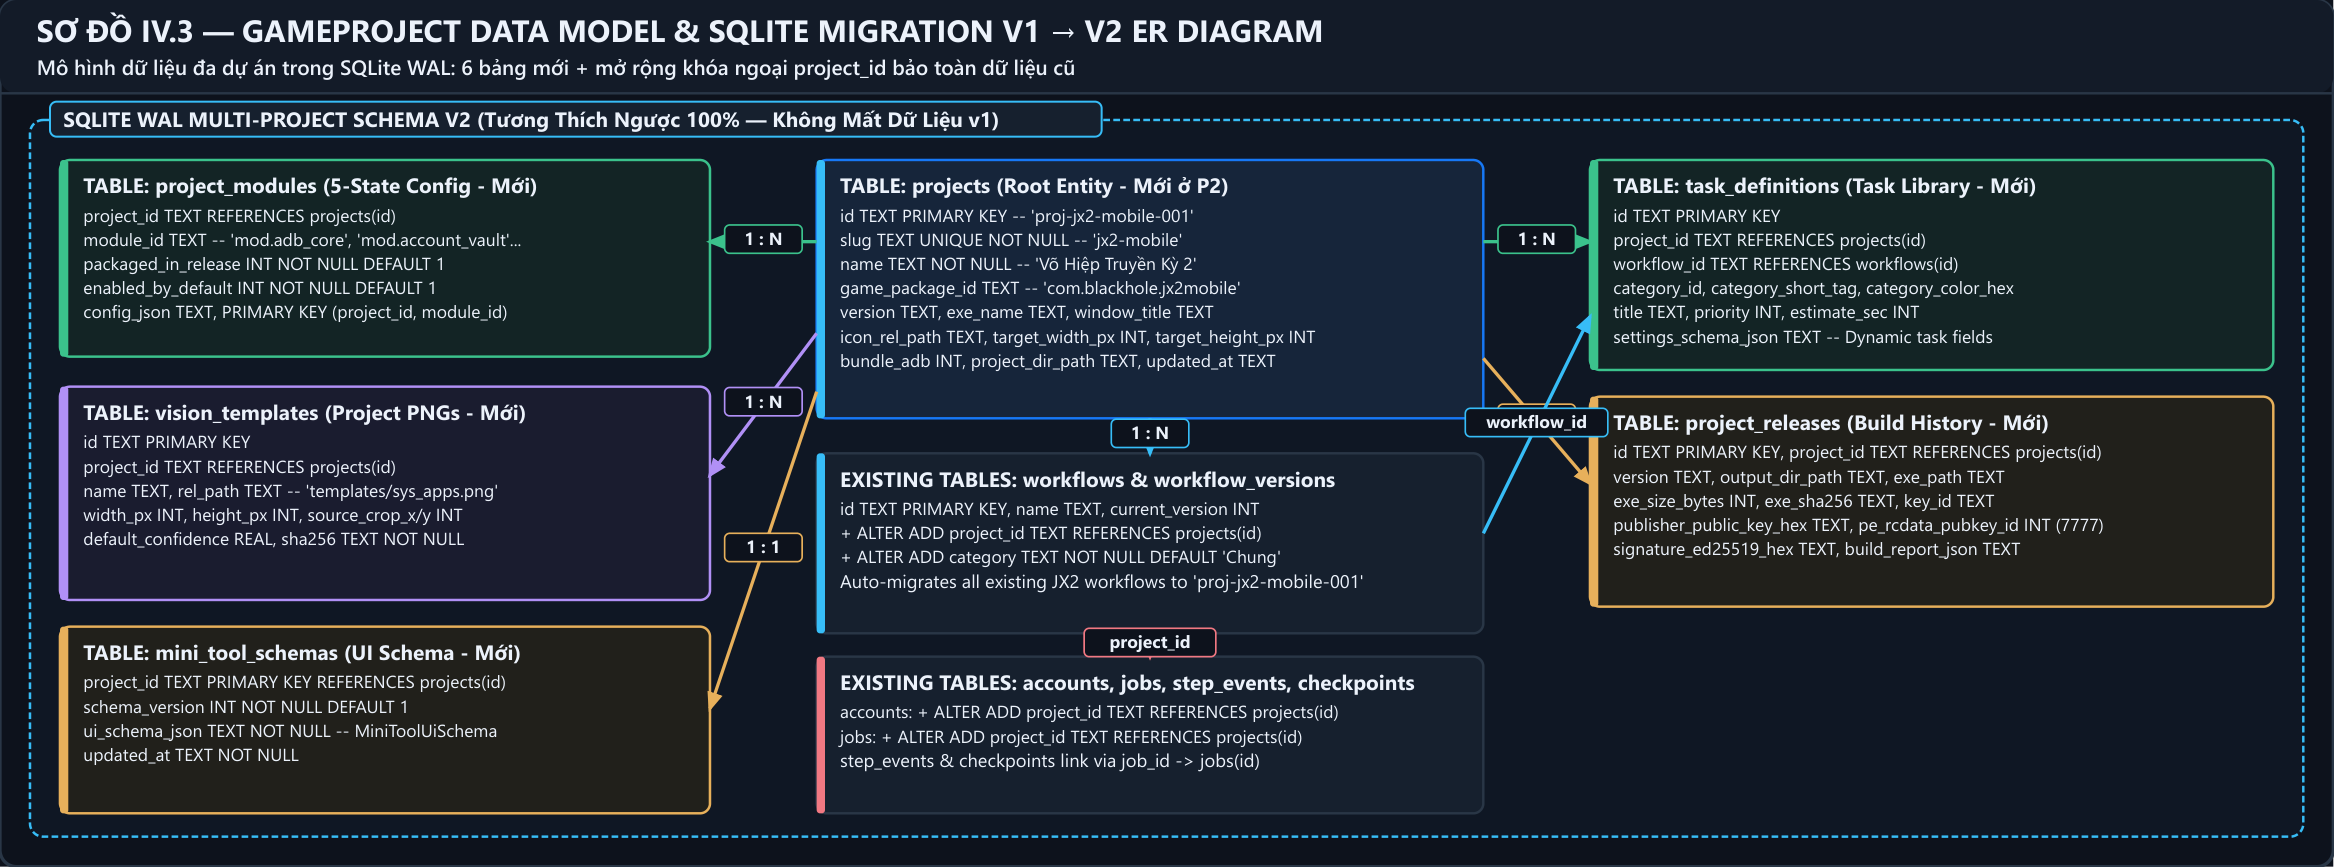 SƠ ĐỒ IV.3 — GAMEPROJECT DATA MODEL & SQLITE MIGRATION V1 → V2 ER DIAGRAM
Mô hình dữ liệu đa dự án trong SQLite WAL: 6 bảng mới + mở rộng khóa ngoại project_id bảo toàn dữ liệu cũ
SQLITE WAL MULTI-PROJECT SCHEMA V2 (Tương Thích Ngược 100% — Không Mất Dữ Liệu v1)
TABLE: project_modules (5-State Config - Mới)
project_id TEXT REFERENCES projects(id)
module_id TEXT -- 'mod.adb_core', 'mod.account_vault'...
packaged_in_release INT NOT NULL DEFAULT 1
enabled_by_default INT NOT NULL DEFAULT 1
config_json TEXT, PRIMARY KEY (project_id, module_id)
1 : N
TABLE: projects (Root Entity - Mới ở P2)
id TEXT PRIMARY KEY -- 'proj-jx2-mobile-001'
slug TEXT UNIQUE NOT NULL -- 'jx2-mobile'
name TEXT NOT NULL -- 'Võ Hiệp Truyền Kỳ 2'
game_package_id TEXT -- 'com.blackhole.jx2mobile'
version TEXT, exe_name TEXT, window_title TEXT
icon_rel_path TEXT, target_width_px INT, target_height_px INT
bundle_adb INT, project_dir_path TEXT, updated_at TEXT
1 : N
TABLE: task_definitions (Task Library - Mới)
id TEXT PRIMARY KEY
project_id TEXT REFERENCES projects(id)
workflow_id TEXT REFERENCES workflows(id)
category_id, category_short_tag, category_color_hex
title TEXT, priority INT, estimate_sec INT
settings_schema_json TEXT -- Dynamic task fields
TABLE: vision_templates (Project PNGs - Mới)
id TEXT PRIMARY KEY
project_id TEXT REFERENCES projects(id)
name TEXT, rel_path TEXT -- 'templates/sys_apps.png'
width_px INT, height_px INT, source_crop_x/y INT
default_confidence REAL, sha256 TEXT NOT NULL
1 : N
1 : 1
1 : N
EXISTING TABLES: workflows & workflow_versions
id TEXT PRIMARY KEY, name TEXT, current_version INT
+ ALTER ADD project_id TEXT REFERENCES projects(id)
+ ALTER ADD category TEXT NOT NULL DEFAULT 'Chung'
Auto-migrates all existing JX2 workflows to 'proj-jx2-mobile-001'
workflow_id
TABLE: project_releases (Build History - Mới)
id TEXT PRIMARY KEY, project_id TEXT REFERENCES projects(id)
version TEXT, output_dir_path TEXT, exe_path TEXT
exe_size_bytes INT, exe_sha256 TEXT, key_id TEXT
publisher_public_key_hex TEXT, pe_rcdata_pubkey_id INT (7777)
signature_ed25519_hex TEXT, build_report_json TEXT
TABLE: mini_tool_schemas (UI Schema - Mới)
project_id TEXT PRIMARY KEY REFERENCES projects(id)
schema_version INT NOT NULL DEFAULT 1
ui_schema_json TEXT NOT NULL -- MiniToolUiSchema
updated_at TEXT NOT NULL
project_id
EXISTING TABLES: accounts, jobs, step_events, checkpoints
accounts: + ALTER ADD project_id TEXT REFERENCES projects(id)
jobs: + ALTER ADD project_id TEXT REFERENCES projects(id)
step_events & checkpoints link via job_id -> jobs(id)